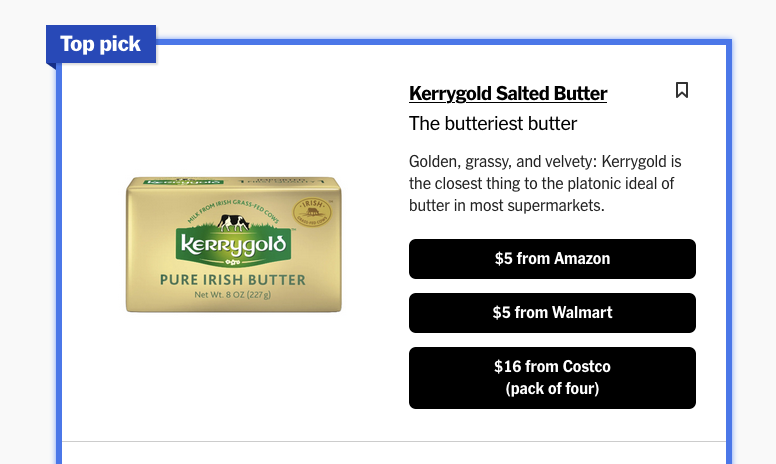 Top pick
Kerrygold Salted Butter
The butteriest butter
Golden, grassy, and velvety: Kerrygold is
the closest thing to the platonic ideal of
butter in most supermarkets.
$5 from Amazon
$5 from Walmart
$16 from Costco
(pack of four)
MILK FROM IRISH GRASS-FED COWS
IRISH
Kerrygold
PURE IRISH BUTTER
Net Wt. 8 OZ (227g)